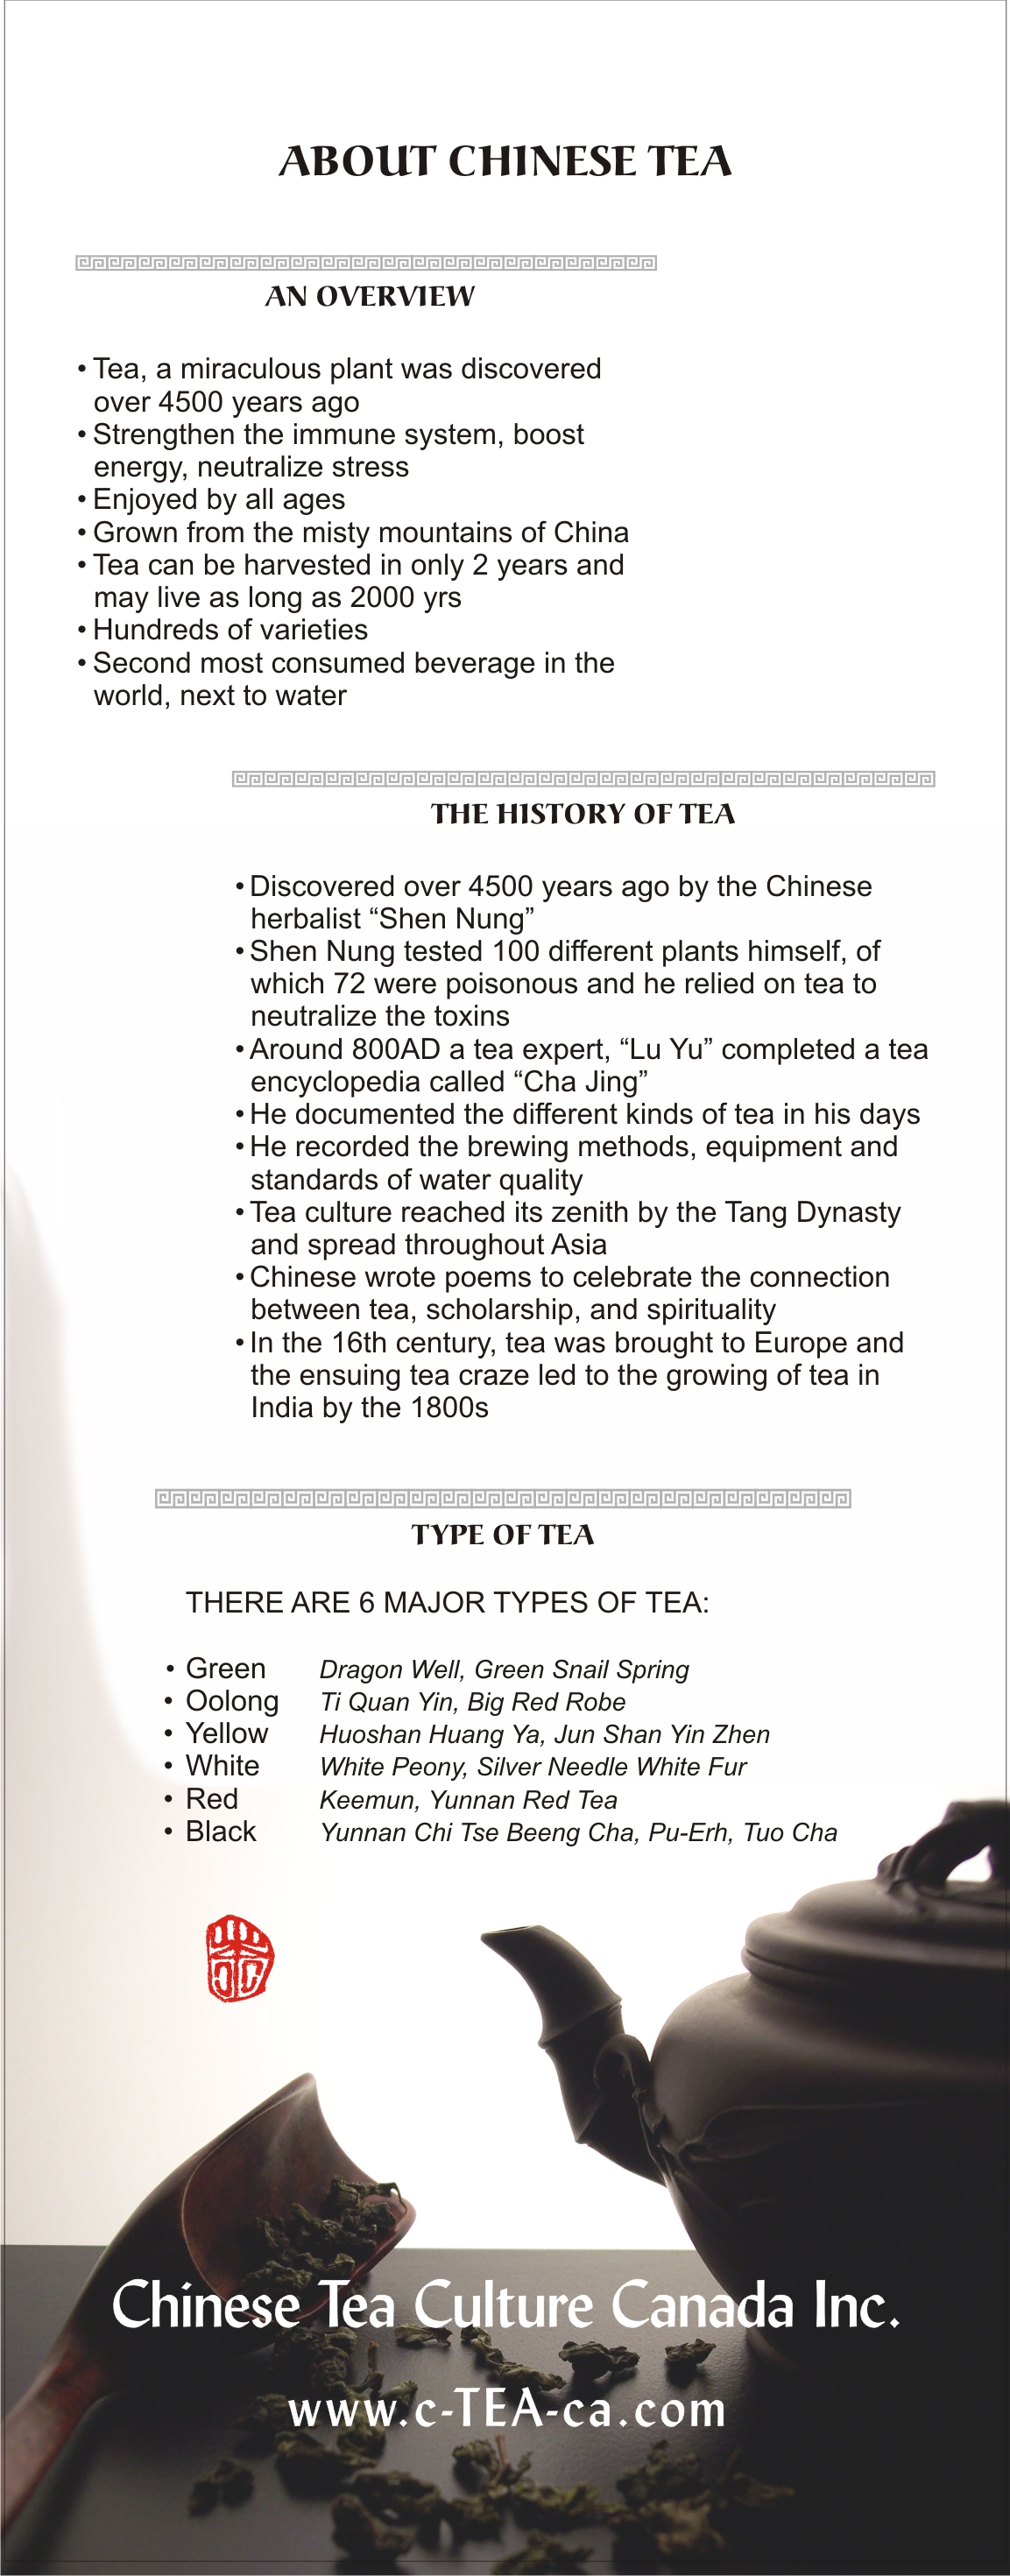 ABOUT CHINESE TEA
AN OVERVIEW
• Tea, a miraculous plant was discovered
over 4500 years ago
• Strengthen the immune system, boost
energy, neutralize stress
• Enjoyed by all ages
• Grown from the misty mountains of China
• Tea can be harvested in only 2 years and
may live as long as 2000 yrs
• Hundreds of varieties
• Second most consumed beverage in the
world, next to water
THE HISTORY OF TEA
• Discovered over 4500 years ago by the Chinese
herbalist “Shen Nung”
• Shen Nung tested 100 different plants himself, of
which 72 were poisonous and he relied on tea to
neutralize the toxins
• Around 800AD a tea expert, “Lu Yu” completed a tea
encyclopedia called “Cha Jing”
• He documented the different kinds of tea in his days
• He recorded the brewing methods, equipment and
standards of water quality
• Tea culture reached its zenith by the Tang Dynasty
and spread throughout Asia
• Chinese wrote poems to celebrate the connection
between tea, scholarship, and spirituality
• In the 16th century, tea was brought to Europe and
the ensuing tea craze led to the growing of tea in
India by the 1800s
TYPE OF TEA
THERE ARE 6 MAJOR TYPES OF TEA:
• Green Dragon Well, Green Snail Spring
• Oolong Ti Quan Yin, Big Red Robe
• Yellow Huoshan Huang Ya, Jun Shan Yin Zhen
• White White Peony, Silver Needle White Fur
• Red Keemun, Yunnan Red Tea
• Black Yunnan Chi Tse Beeng Cha, Pu-Erh, Tuo Cha
Chinese Tea Culture Canada Inc.
www.c-TEA-ca.com